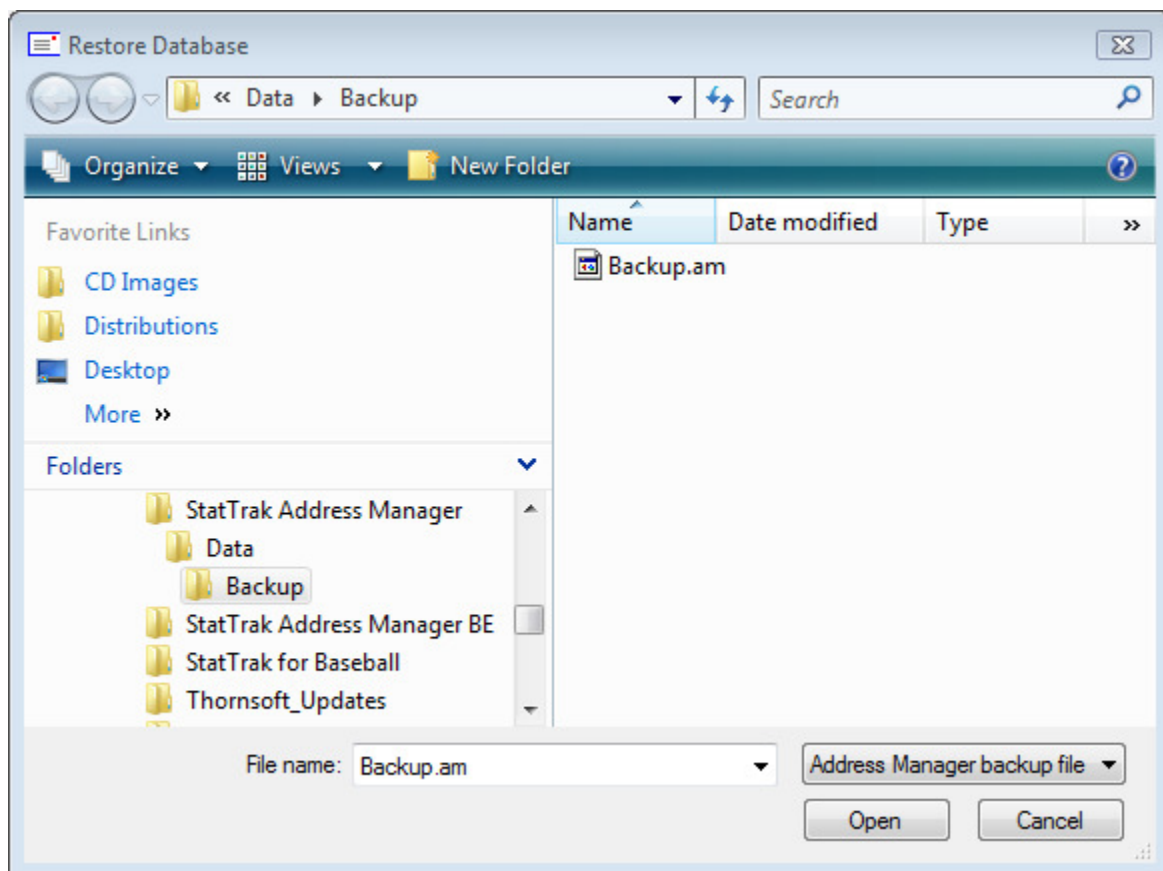 Restore Database
« Data ▸ Backup Search
Organize Views New Folder
Favorite Links
CD Images
Distributions
Desktop
More »
Folders
StatTrak Address Manager
Data
Backup
StatTrak Address Manager BE
StatTrak for Baseball
Thornsoft_Updates
Name Date modified Type »
Backup.am
File name: Backup.am Address Manager backup file
Open Cancel